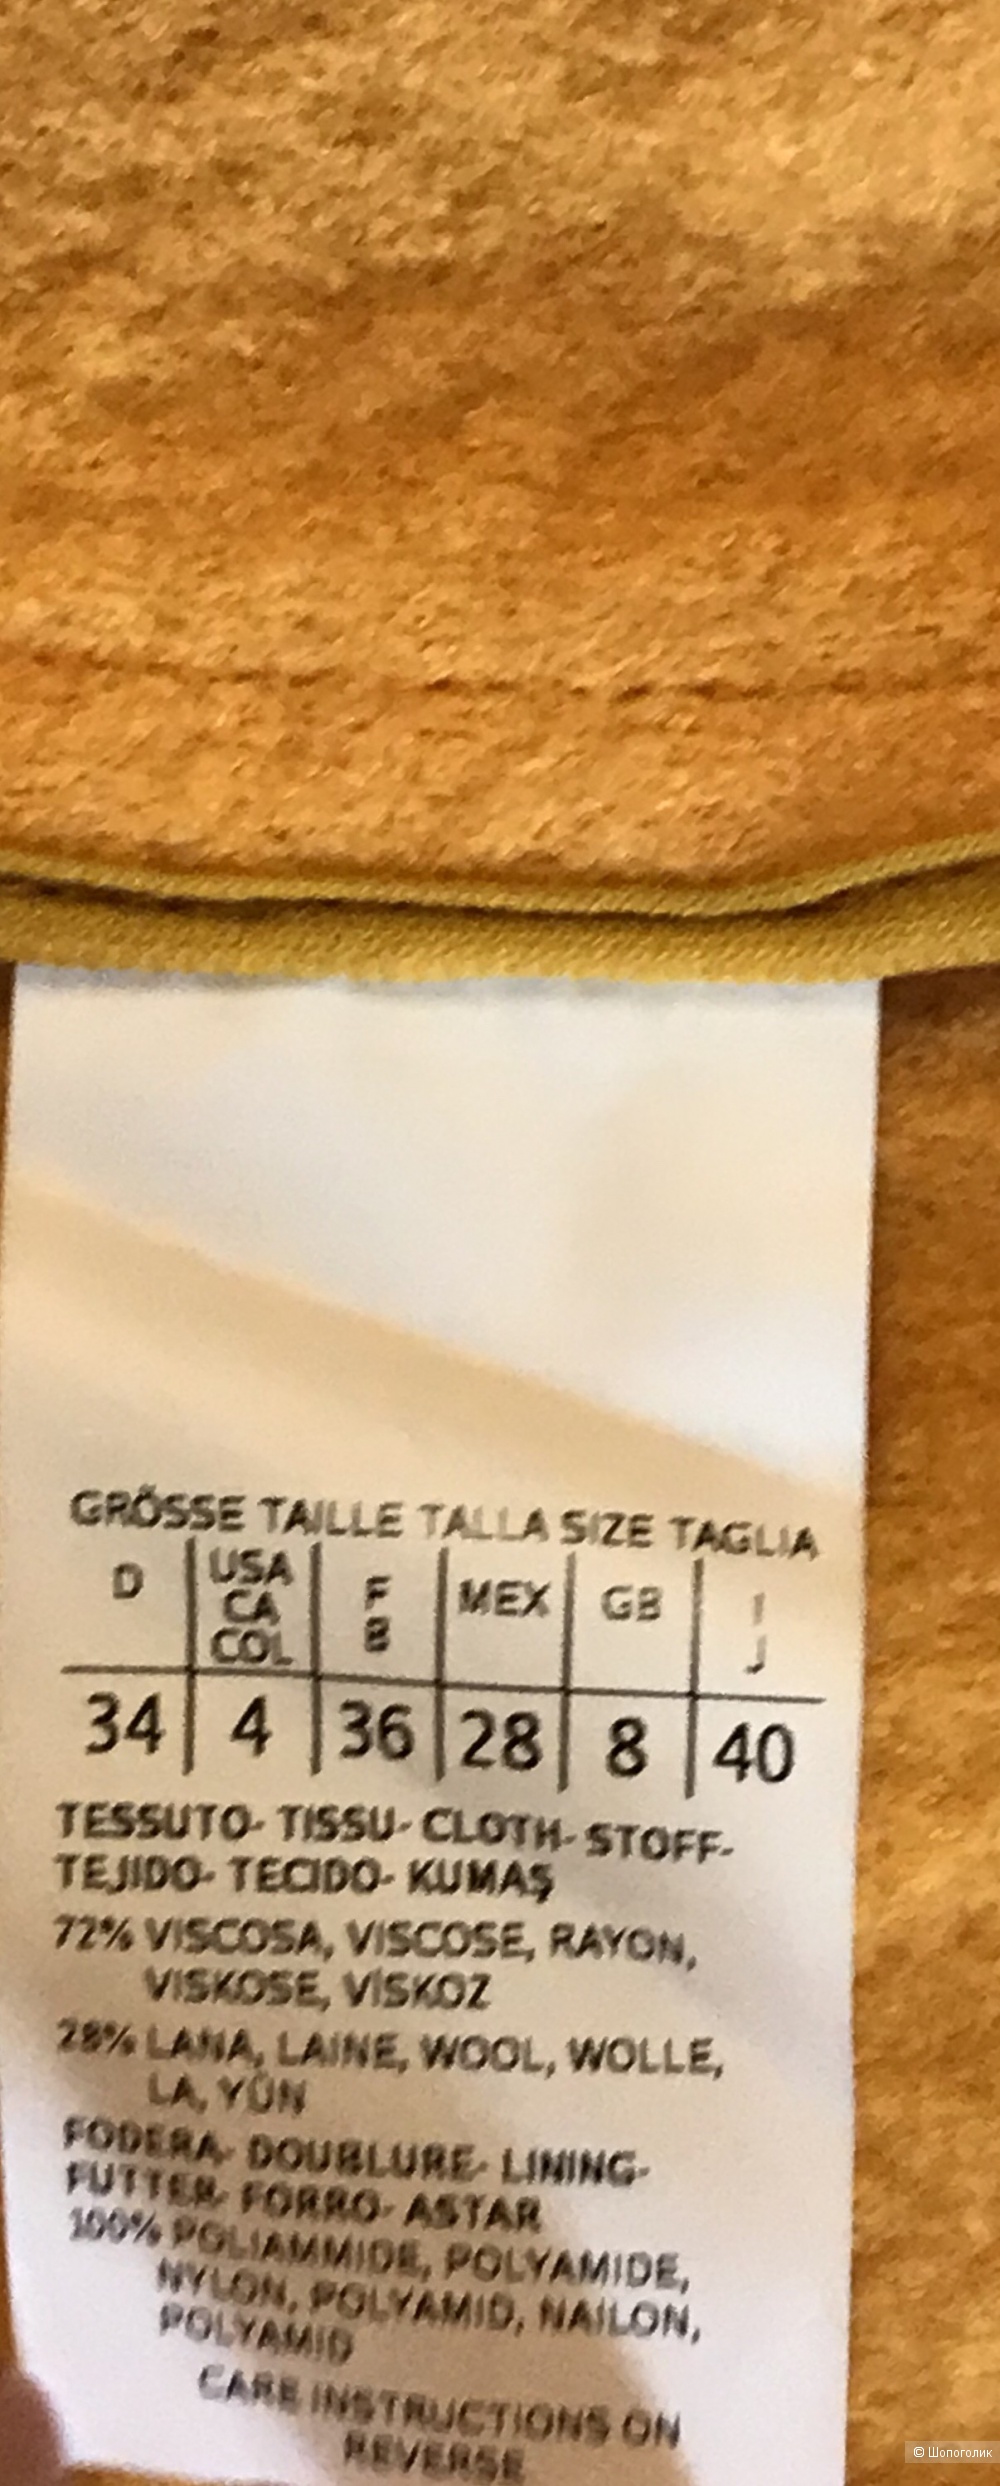 GRÖSSE TAILLE TALLA SIZE TAGLIA
D USA CA COL F B MEX GB I J
34 4 36 28 8 40
TESSUTO- TISSU- CLOTH- STOFF-
TEJIDO- TECIDO- KUMAŞ
72% VISCOSA, VISCOSE, RAYON,
VISKOSE, VİSKOZ
28% LANA, LAINE, WOOL, WOLLE,
LA, YÜN
FODERA- DOUBLURE- LINING-
FUTTER- FORRO- ASTAR
100% POLIAMMIDE, POLYAMIDE,
NYLON, POLYAMID, NAILON,
POLYAMID
CARE INSTRUCTIONS ON
REVERSE
© Шопоголик